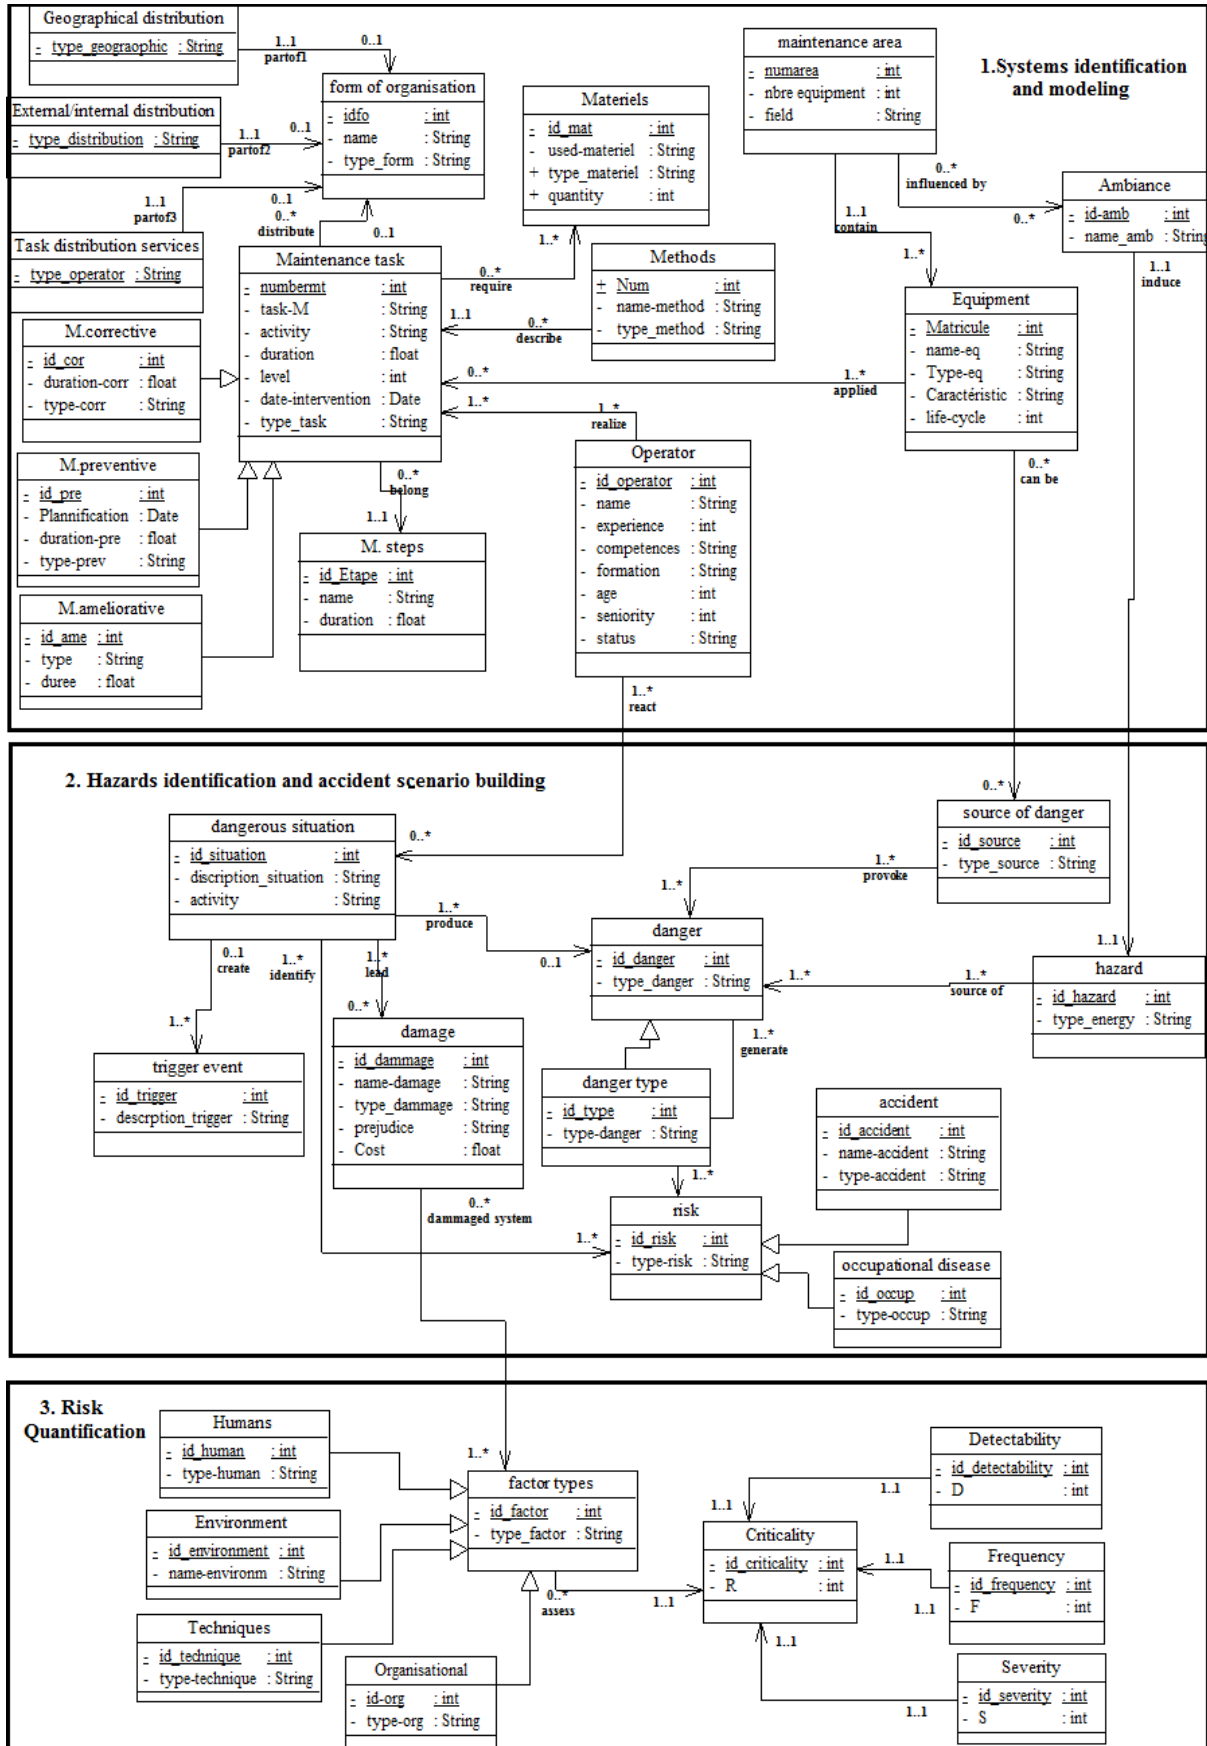 Geographical distribution
- type_geograophic : String
1..1
partof1
0..1
External/internal distribution
- type_distribution : String
1..1
partof2
0..1
form of organisation
- idfo : int
- name : String
- type_form : String
1..1
partof3
0..1
0..*
distribute
0..1
Task distribution services
- type_operator : String
Materiels
- id_mat : int
- used-materiel : String
+ type_materiel : String
+ quantity : int
maintenance area
- numarea : int
- nbre equipment : int
- field : String
1.Systems identification
and modeling
0..*
influenced by
0..*
Ambiance
- id-amb : int
- name_amb : String
1..1
contain
1..*
1..1
induce
Maintenance task
- numbermt : int
- task-M : String
- activity : String
- duration : float
- level : int
- date-intervention : Date
- type_task : String
0..*
require
1..*
Methods
+ Num : int
- name-method : String
- type_method : String
1..1
0..*
describe
Equipment
- Matricule : int
- name-eq : String
- Type-eq : String
- Caractéristic : String
- life-cycle : int
0..*
1..*
applied
1..*
1..*
realize
M.corrective
- id_cor : int
- duration-corr : float
- type-corr : String
M.preventive
- id_pre : int
- Plannification : Date
- duration-pre : float
- type-prev : String
M.ameliorative
- id_ame : int
- type : String
- duree : float
0..*
belong
1..1
M. steps
- id_Etape : int
- name : String
- duration : float
Operator
- id_operator : int
- name : String
- experience : int
- competences : String
- formation : String
- age : int
- seniority : int
- status : String
0..*
can be
1..*
react
2. Hazards identification and accident scenario building
0..*
dangerous situation
- id_situation : int
- discription_situation : String
- activity : String
0..*
source of danger
- id_source : int
- type_source : String
1..*
provoke
1..*
1..*
produce
0..1
danger
- id_danger : int
- type_danger : String
1..1
hazard
- id_hazard : int
- type_energy : String
1..*
source of
1..*
0..1
create
1..*
identify
1..*
lead
1..*
0..*
trigger event
- id_trigger : int
- descrption_trigger : String
damage
- id_dammage : int
- name-damage : String
- type_dammage : String
- prejudice : String
- Cost : float
1..*
generate
danger type
- id_type : int
- type-danger : String
accident
- id_accident : int
- name-accident : String
- type-accident : String
1..*
0..*
dammaged system
1..*
risk
- id_risk : int
- type-risk : String
occupational disease
- id_occup : int
- type-occup : String
3. Risk
Quantification
Humans
- id_human : int
- type-human : String
1..*
factor types
- id_factor : int
- type_factor : String
Environment
- id_environment : int
- name-environm : String
Techniques
- id_technique : int
- type-technique : String
Organisational
- id-org : int
- type-org : String
0..*
assess
1..1
Criticality
- id_criticality : int
- R : int
Detectability
- id_detectability : int
- D : int
1..1
1..1
Frequency
- id_frequency : int
- F : int
1..1
1..1
Severity
- id_severity : int
- S : int
1..1
1..1